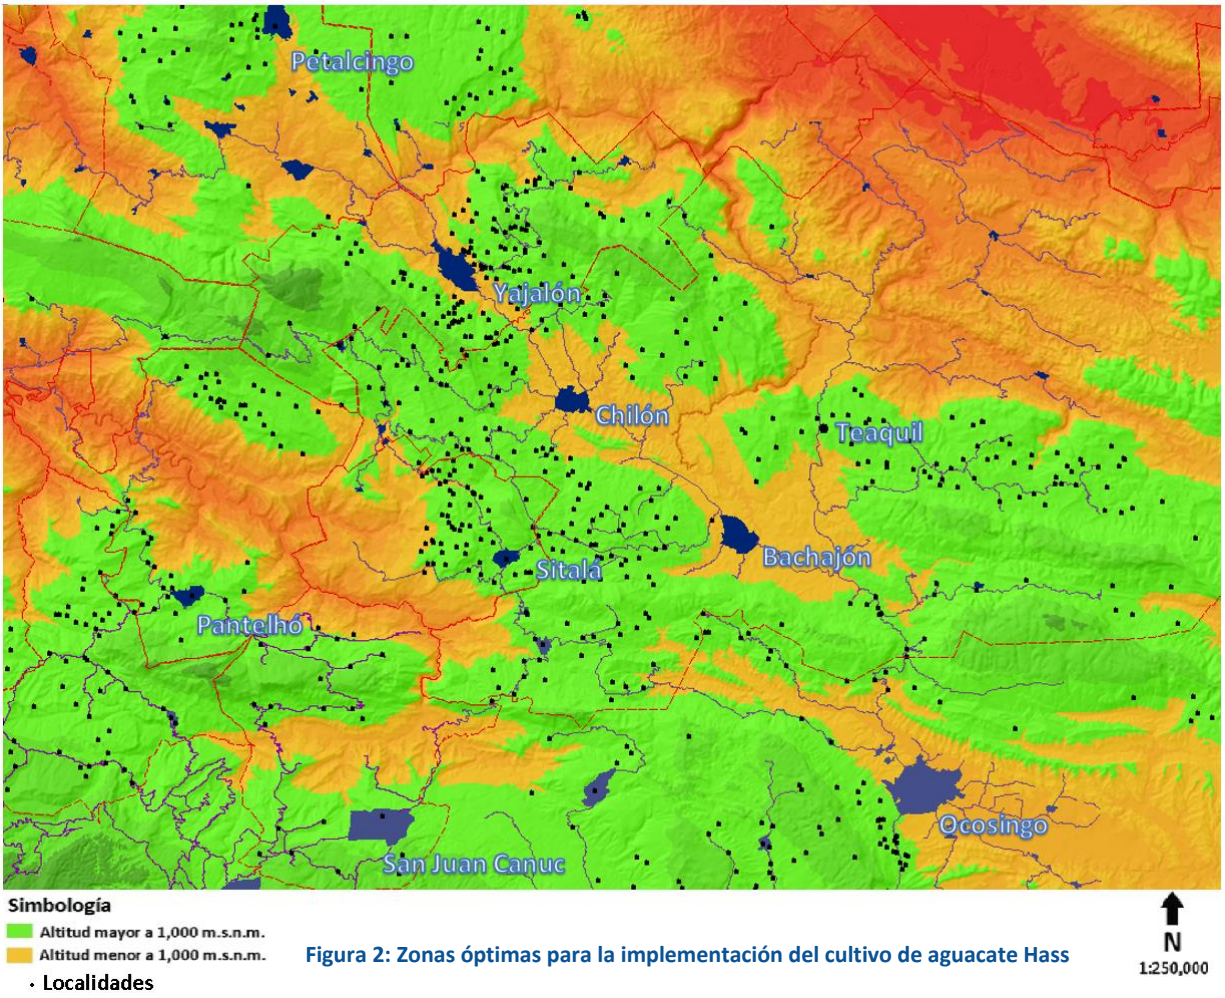 Petalcingo
Yajalón
Chilón
Teaquil
Bachajón
Sitalá
Pantelhó
Ocosingo
San Juan Canuc
Simbología
Altitud mayor a 1,000 m.s.n.m.
Altitud menor a 1,000 m.s.n.m.
· Localidades
Figura 2: Zonas óptimas para la implementación del cultivo de aguacate Hass
N
1:250,000